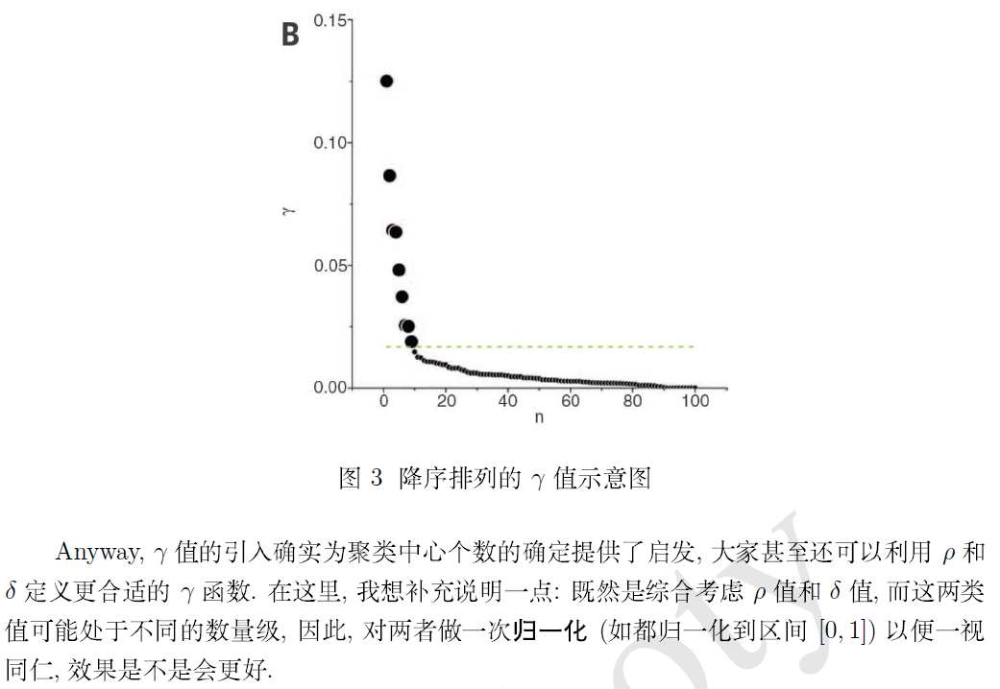 B
0.15
0.10
γ
0.05
0.00
0 20 40 60 80 100
n
图 3 降序排列的 γ 值示意图
Anyway, γ 值的引入确实为聚类中心个数的确定提供了启发, 大家甚至还可以利用 ρ 和
δ 定义更合适的 γ 函数. 在这里, 我想补充说明一点: 既然是综合考虑 ρ 值和 δ 值, 而这两类
值可能处于不同的数量级, 因此, 对两者做一次归一化 (如都归一化到区间 [0, 1]) 以便一视
同仁, 效果是不是会更好.